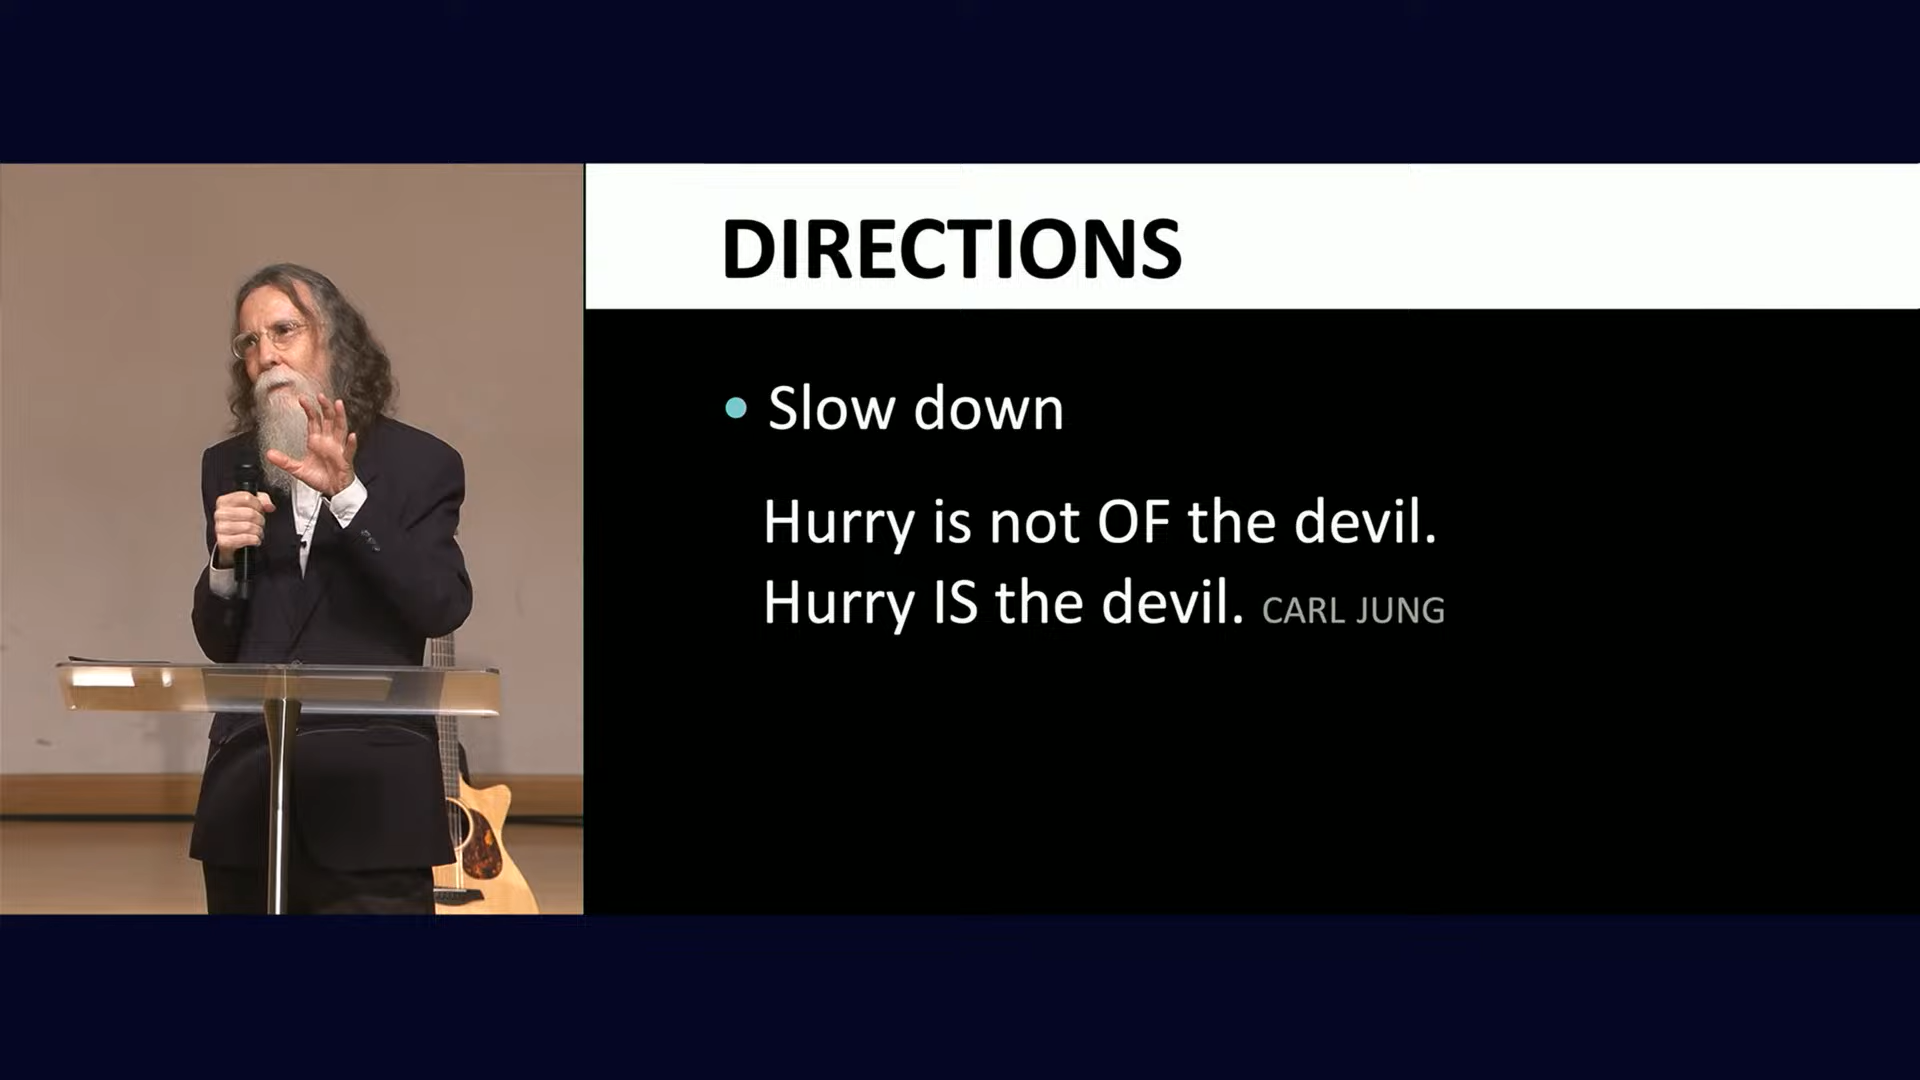 DIRECTIONS
• Slow down
Hurry is not OF the devil.
Hurry IS the devil. CARL JUNG